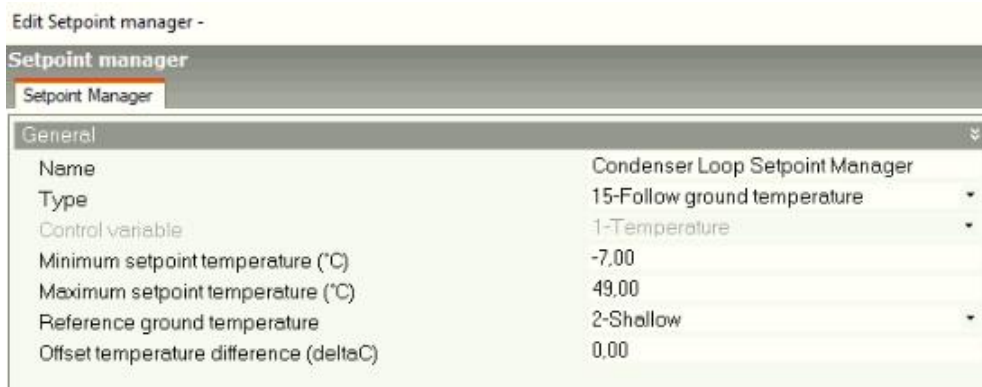 Edit Setpoint manager -
Setpoint manager
Setpoint Manager
General
Name Condenser Loop Setpoint Manager
Type 15-Follow ground temperature
Control variable 1-Temperature
Minimum setpoint temperature (°C) -7,00
Maximum setpoint temperature (°C) 49,00
Reference ground temperature 2-Shallow
Offset temperature difference (deltaC) 0,00